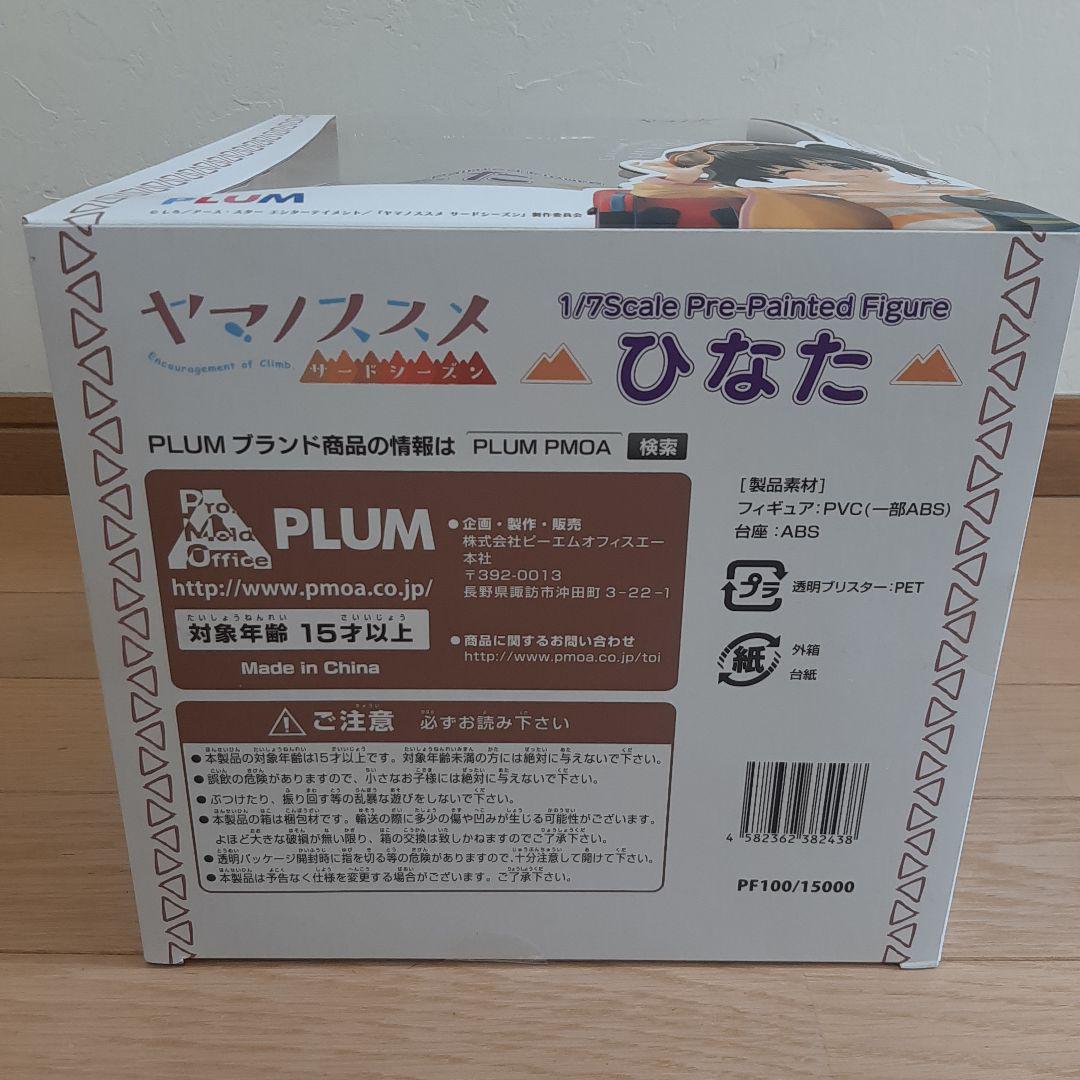 PLUM
©しろ/アース・スター エンターテイメント/「ヤマノススメ サードシーズン」製作委員会
ヤマノススメ
Encouragement of Climb
サードシーズン
1/7Scale Pre-Painted Figure
ひなた
PLUM ブランド商品の情報は PLUM PMOA 検索
Pro.
Mold
Office
PLUM
http://www.pmoa.co.jp/
たいしょうねんれい さいいじょう
対象年齢 15才以上
Made in China
●企画・製作・販売
株式会社ピーエムオフィスエー
本社
〒392-0013
長野県諏訪市沖田町3-22-1
●商品に関するお問い合わせ
http://www.pmoa.co.jp/toi
[製品素材]
フィギュア:PVC(一部ABS)
台座:ABS
プラ
透明ブリスター:PET
紙
外箱
台紙
ご注意 必ずお読み下さい
●本製品の対象年齢は15才以上です。対象年齢未満の方には絶対に与えないで下さい。
●誤飲の危険がありますので、小さなお子様には絶対に与えないで下さい。
●ぶつけたり、振り回す等の乱暴な遊びをしないで下さい。
●本製品の箱は梱包材です。輸送の際に多少の傷や凹みが生じる可能性がございます。
よほど大きな破損が無い限り、箱の交換は致しかねますのでご了承下さい。
●透明パッケージ開封時に指を切る等の危険がありますので、十分注意して開けて下さい。
●本製品は予告なく仕様を変更する場合がございます。ご了承下さい。
4 582362 382438
PF100/15000